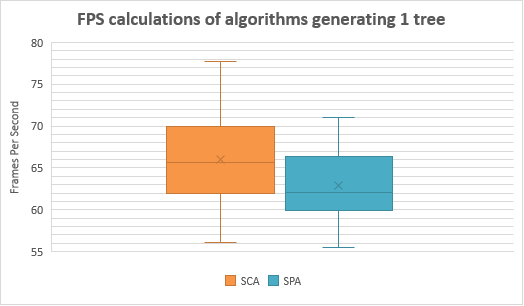 FPS calculations of algorithms generating 1 tree
80
75
70
65
60
55
Frames Per Second
SCA SPA